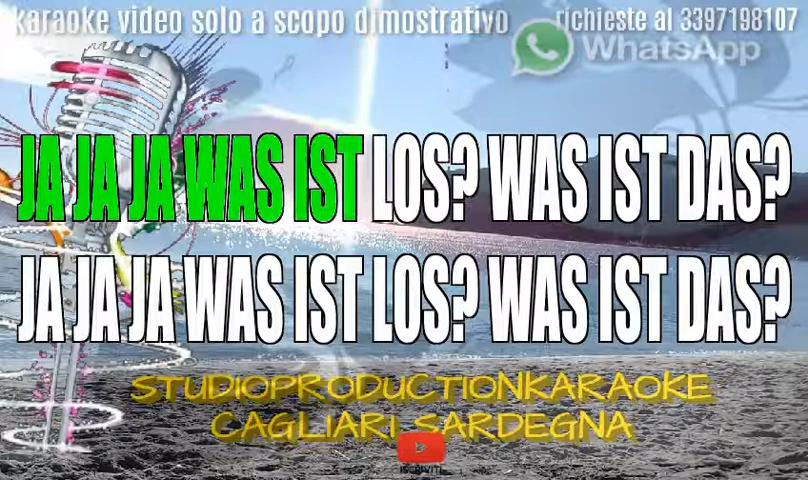 karaoke video solo a scopo dimostrativo
richieste al 3397198107
WhatsApp
JA JA JA WAS IST LOS? WAS IST DAS?
JA JA JA WAS IST LOS? WAS IST DAS?
STUDIOPRODUCTIONKARAOKE
CAGLIARI SARDEGNA
ISCRIVITI